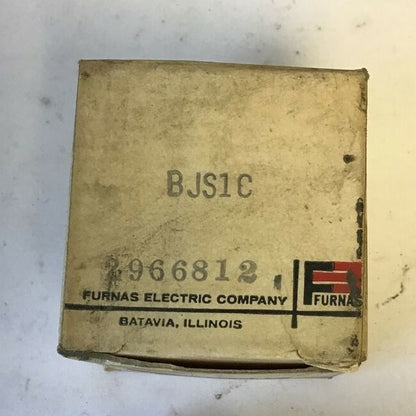 BJS1C
2966812
FURNAS ELECTRIC COMPANY
FURNAS
BATAVIA, ILLINOIS